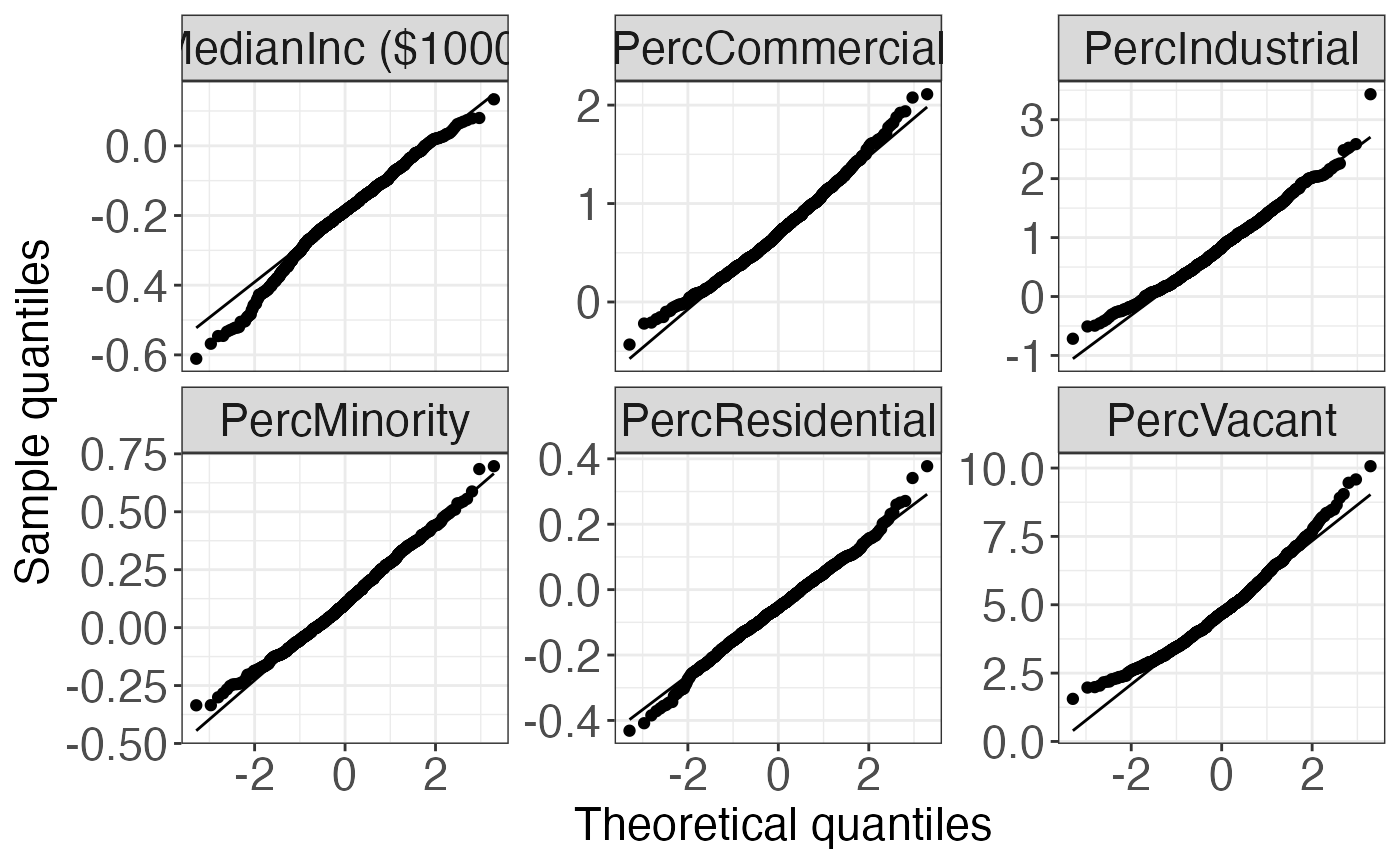 MedianInc ($1000
PercCommercial
PercIndustrial
0.0
-0.2
-0.4
-0.6
2
1
0
3
2
1
0
-1
PercMinority
PercResidential
PercVacant
0.75
0.50
0.25
0.00
-0.25
-0.50
0.4
0.2
0.0
-0.2
-0.4
10.0
7.5
5.0
2.5
0.0
-2 0 2
-2 0 2
-2 0 2
Sample quantiles
Theoretical quantiles